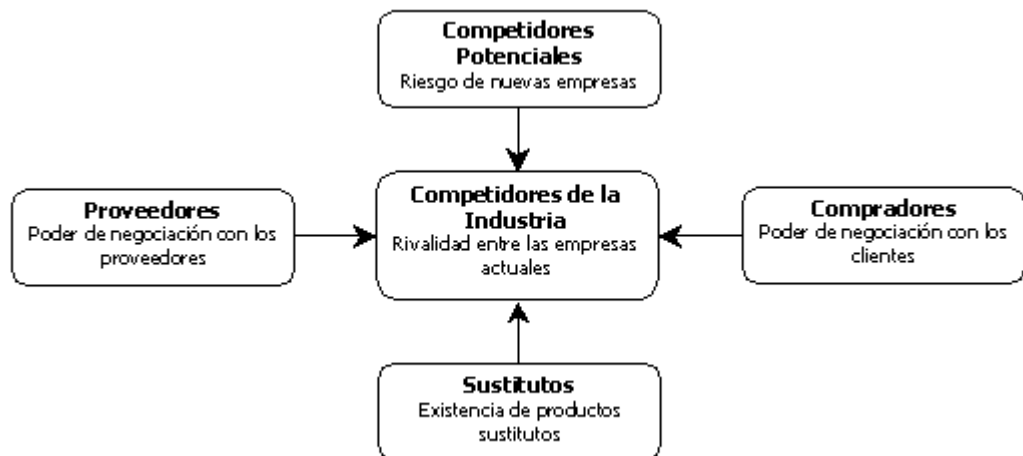 Competidores
Potenciales
Riesgo de nuevas empresas
Proveedores
Poder de negociación con los
proveedores
Competidores de la
Industria
Rivalidad entre las empresas
actuales
Compradores
Poder de negociación con los
clientes
Sustitutos
Existencia de productos
sustitutos